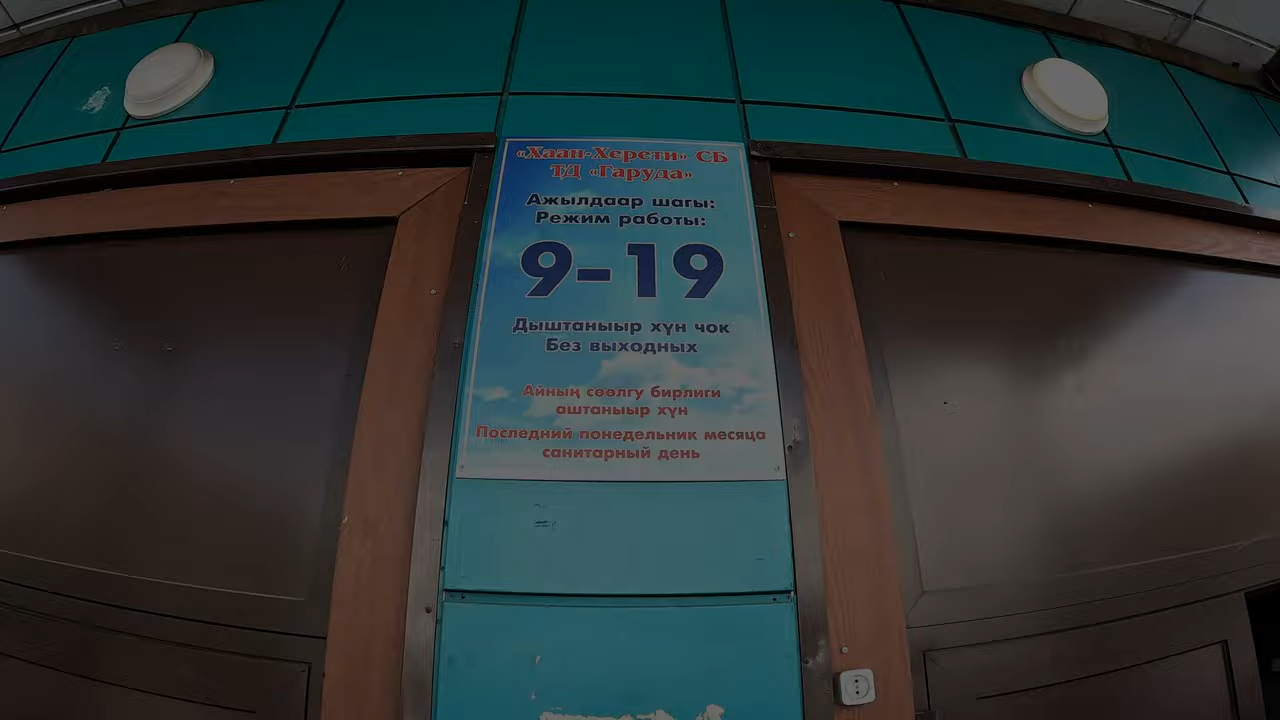 «Хаан-Херети» СБ
ТД «Гаруда»
Ажылдаар шагы:
Режим работы:
9-19
Дыштаныыр хүн чок
Без выходных
Айның сөөлгу бирлиги
аштаныыр хүн
Последний понедельник месяца
санитарный день